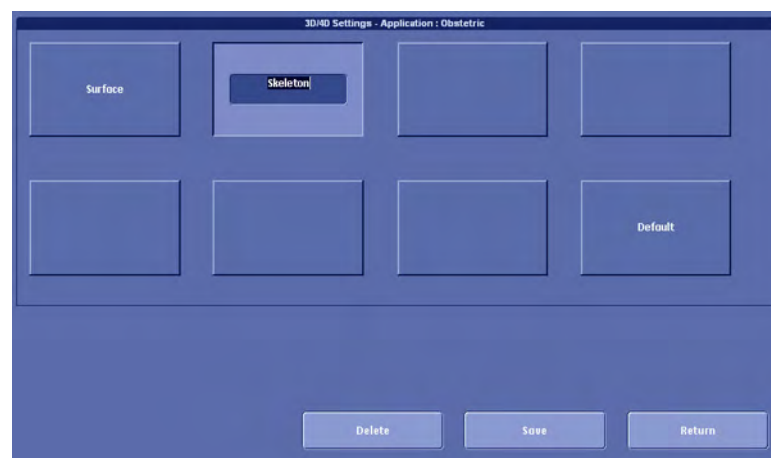 3D/4D Settings - Application : Obstetric
Surface
Skeleton
Default
Delete
Save
Return